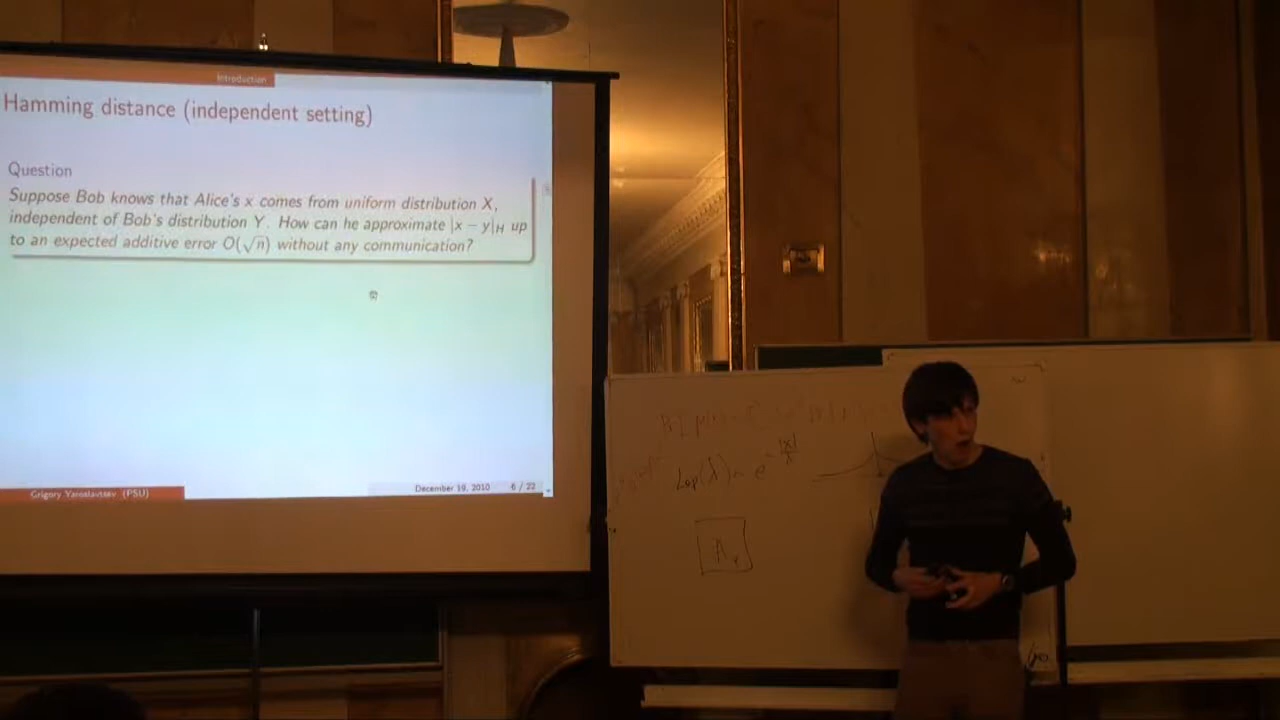 Introduction
Hamming distance (independent setting)
Question
Suppose Bob knows that Alice's x comes from uniform distribution X,
independent of Bob's distribution Y. How can he approximate |x − y|H up
to an expected additive error O(√n) without any communication?
Grigory Yaroslavtsev (PSU)
December 19, 2010
6 / 22
Lap(λ) ~ e^-|x|/λ